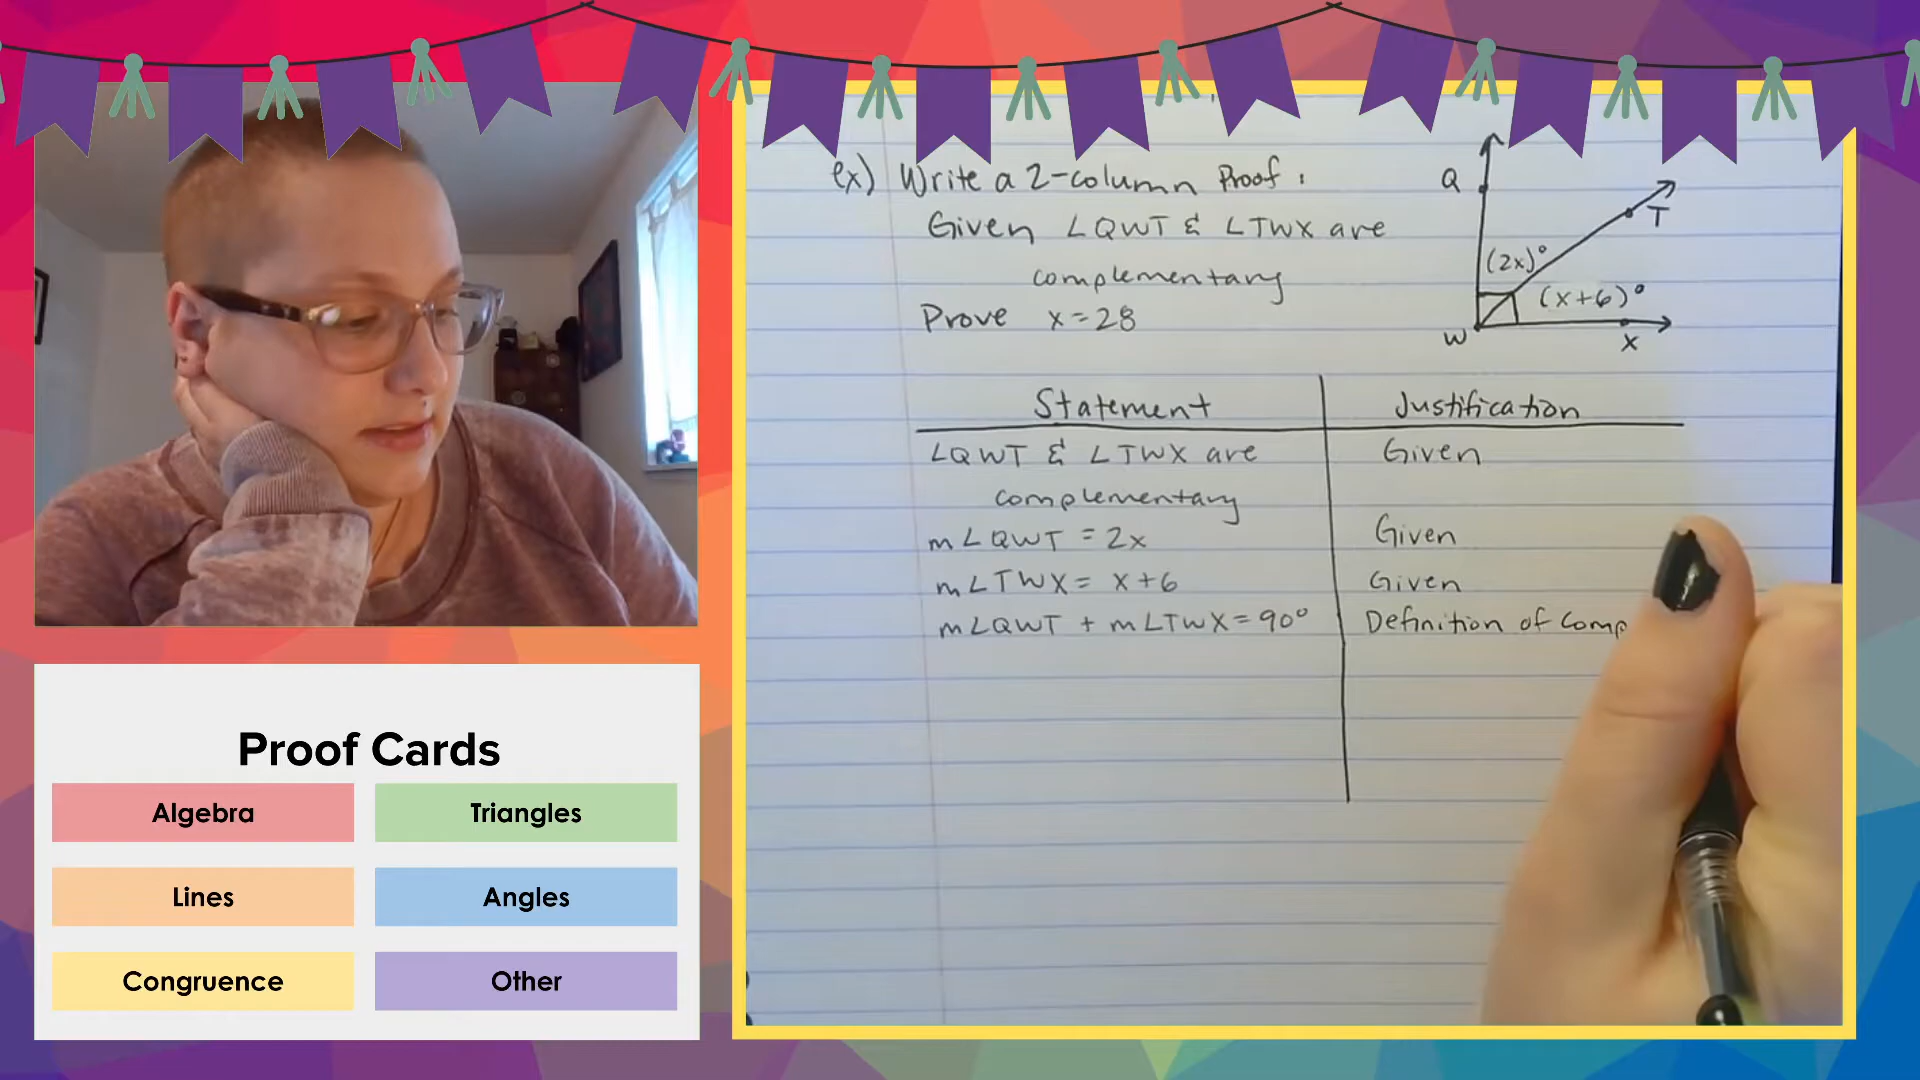 ex) Write a 2-column Proof :
Given ∠QWT & ∠TWX are
complementary
Prove x=28
Q
T
(2x)°
(x+6)°
W
X
Statement
Justification
∠QWT & ∠TWX are
Given
complementary
m∠QWT = 2x
Given
m∠TWX = x+6
Given
m∠QWT + m∠TWX = 90°
Definition of Comp
Proof Cards
Algebra
Triangles
Lines
Angles
Congruence
Other